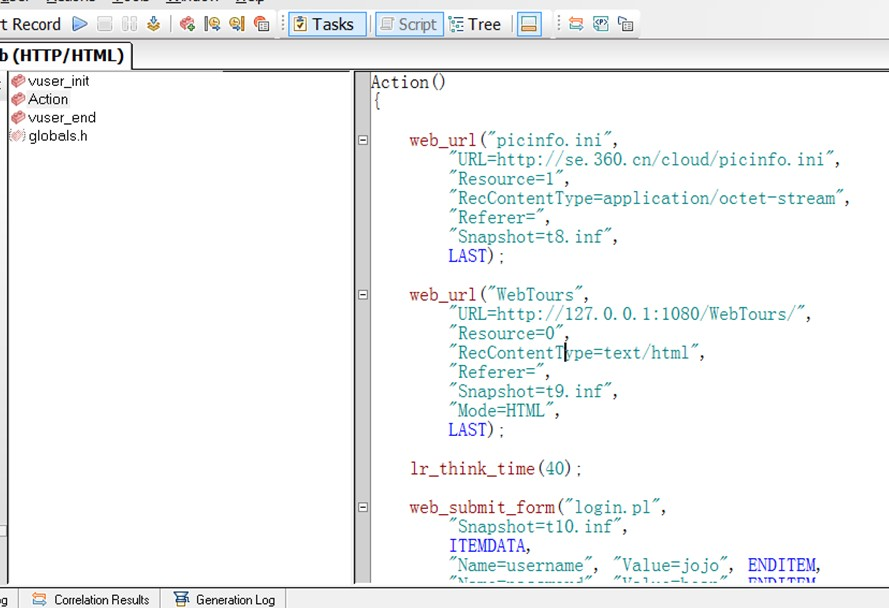 t Record Tasks Script Tree
b (HTTP/HTML)
vuser_init
Action
vuser_end
globals.h
Action()
{
web_url("picinfo.ini",
"URL=http://se.360.cn/cloud/picinfo.ini",
"Resource=1",
"RecContentType=application/octet-stream",
"Referer=",
"Snapshot=t8.inf",
LAST);
web_url("WebTours",
"URL=http://127.0.0.1:1080/WebTours/",
"Resource=0",
"RecContentType=text/html",
"Referer=",
"Snapshot=t9.inf",
"Mode=HTML",
LAST);
lr_think_time(40);
web_submit_form("login.pl",
"Snapshot=t10.inf",
ITEMDATA,
"Name=username", "Value=jojo", ENDITEM,
og Correlation Results Generation Log